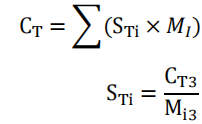 C_T = ∑(S_Ti × M_I)
S_Ti = C_T3 / M_i3